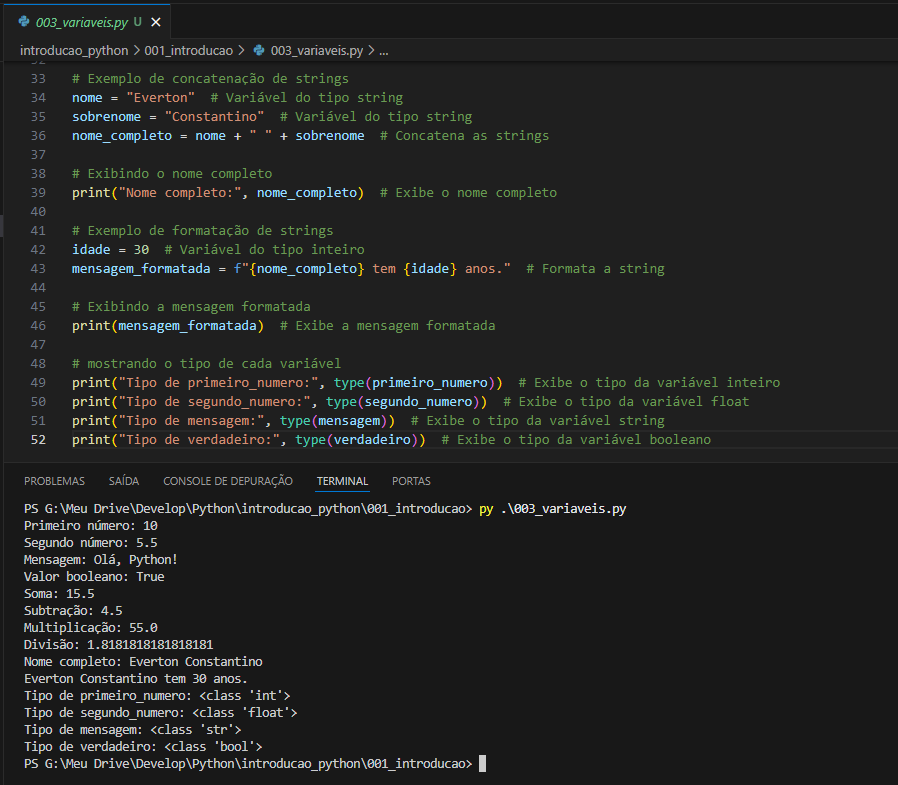 003_variaveis.py U
introducao_python > 001_introducao > 003_variaveis.py > ...
32
33 # Exemplo de concatenação de strings
34 nome = "Everton"  # Variável do tipo string
35 sobrenome = "Constantino"  # Variável do tipo string
36 nome_completo = nome + " " + sobrenome  # Concatena as strings
37
38 # Exibindo o nome completo
39 print("Nome completo:", nome_completo)  # Exibe o nome completo
40
41 # Exemplo de formatação de strings
42 idade = 30  # Variável do tipo inteiro
43 mensagem_formatada = f"{nome_completo} tem {idade} anos."  # Formata a string
44
45 # Exibindo a mensagem formatada
46 print(mensagem_formatada)  # Exibe a mensagem formatada
47
48 # mostrando o tipo de cada variável
49 print("Tipo de primeiro_numero:", type(primeiro_numero))  # Exibe o tipo da variável inteiro
50 print("Tipo de segundo_numero:", type(segundo_numero))  # Exibe o tipo da variável float
51 print("Tipo de mensagem:", type(mensagem))  # Exibe o tipo da variável string
52 print("Tipo de verdadeiro:", type(verdadeiro))  # Exibe o tipo da variável booleano
PROBLEMAS SAÍDA CONSOLE DE DEPURAÇÃO TERMINAL PORTAS
PS G:\Meu Drive\Develop\Python\introducao_python\001_introducao> py .\003_variaveis.py
Primeiro número: 10
Segundo número: 5.5
Mensagem: Olá, Python!
Valor booleano: True
Soma: 15.5
Subtração: 4.5
Multiplicação: 55.0
Divisão: 1.8181818181818181
Nome completo: Everton Constantino
Everton Constantino tem 30 anos.
Tipo de primeiro_numero: <class 'int'>
Tipo de segundo_numero: <class 'float'>
Tipo de mensagem: <class 'str'>
Tipo de verdadeiro: <class 'bool'>
PS G:\Meu Drive\Develop\Python\introducao_python\001_introducao>